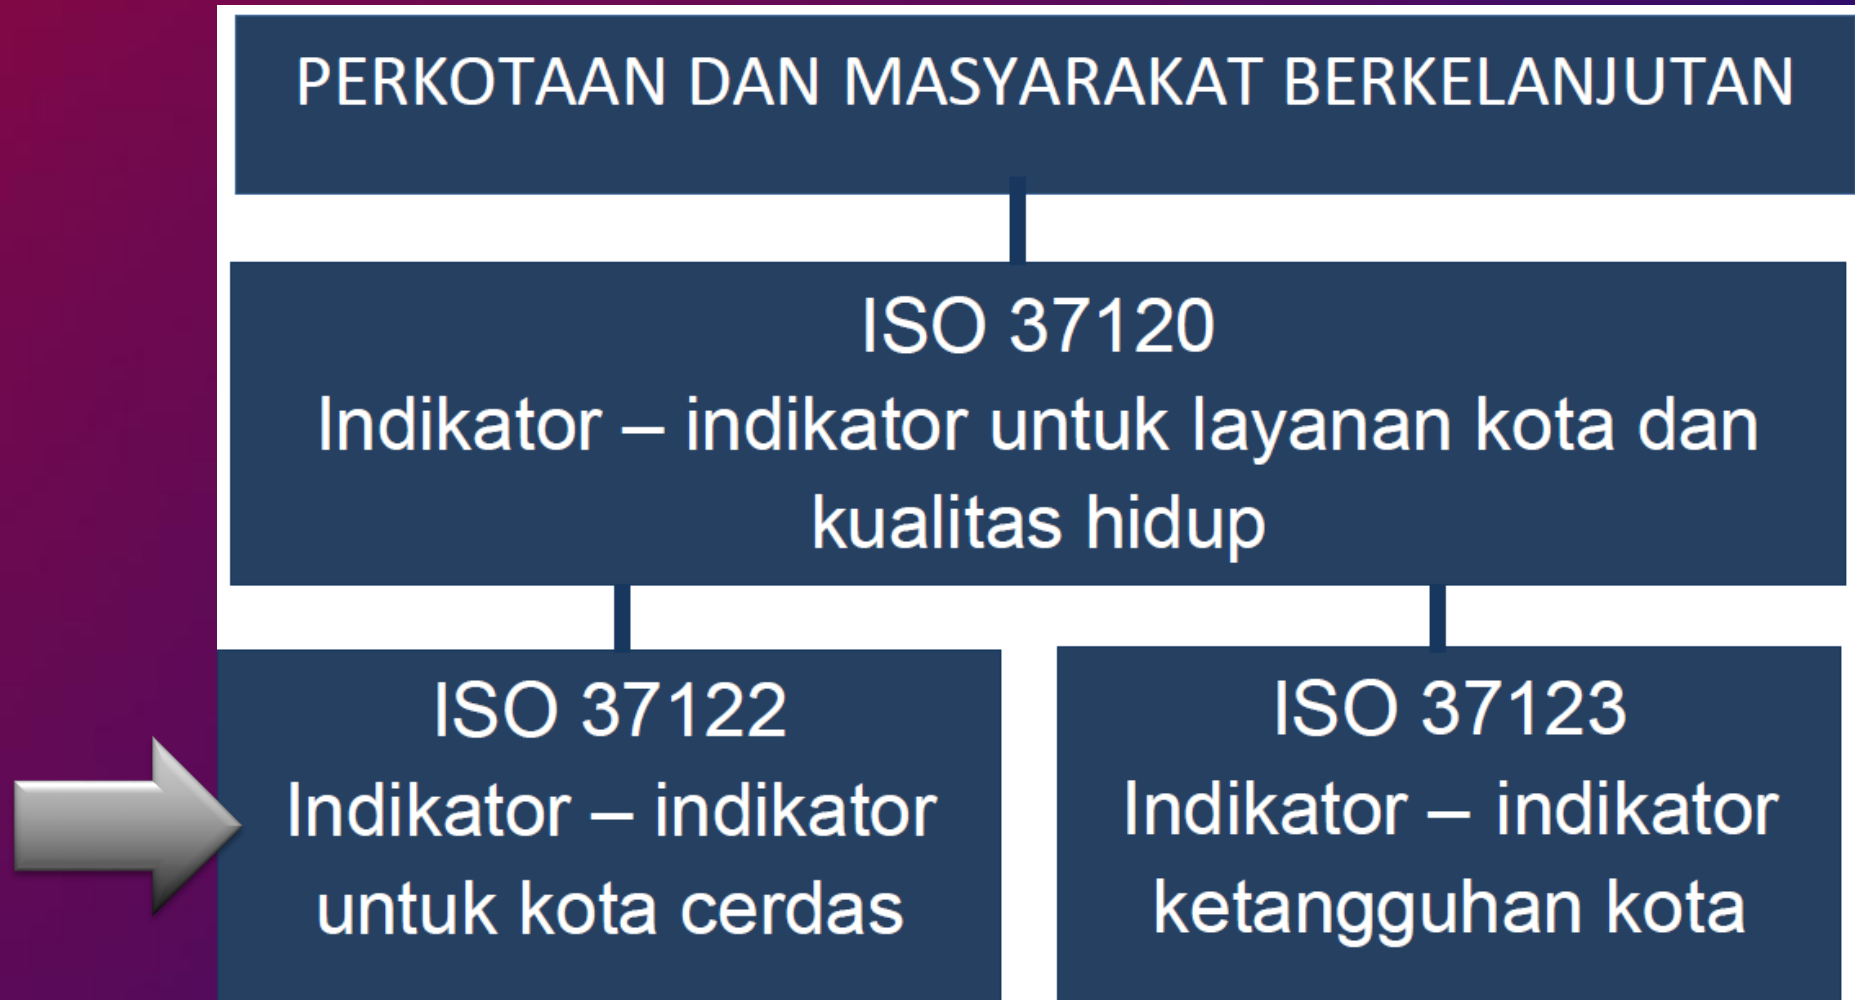 PERKOTAAN DAN MASYARAKAT BERKELANJUTAN
ISO 37120
Indikator – indikator untuk layanan kota dan
kualitas hidup
ISO 37122
Indikator – indikator
untuk kota cerdas
ISO 37123
Indikator – indikator
ketangguhan kota